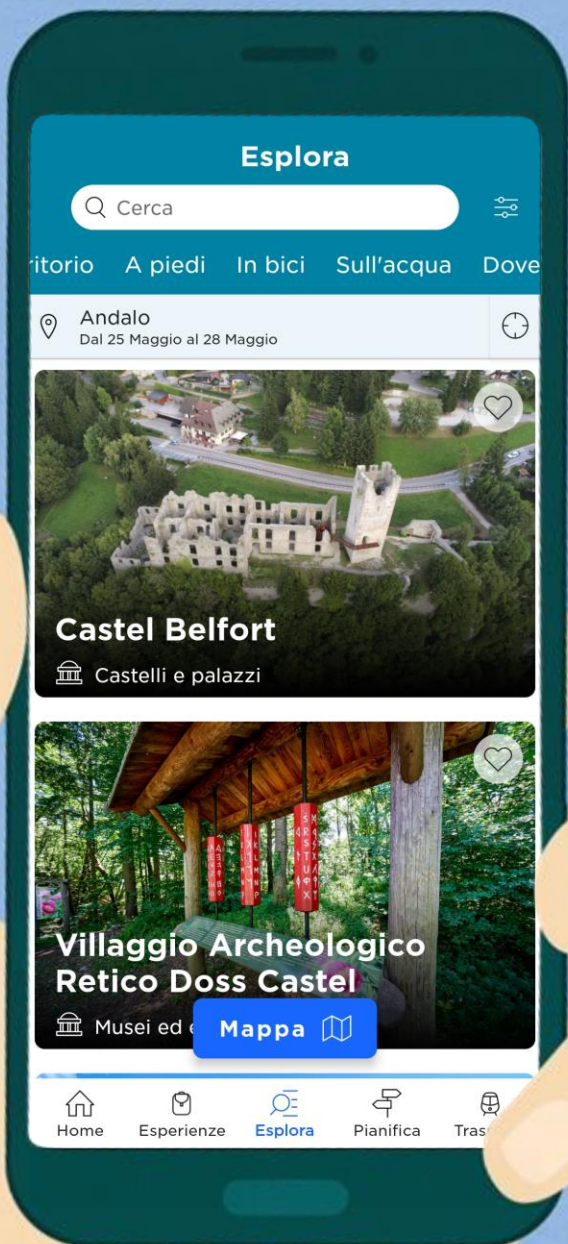 Esplora
Cerca
ritorio A piedi In bici Sull'acqua Dove
Andalo
Dal 25 Maggio al 28 Maggio
Castel Belfort
Castelli e palazzi
Villaggio Archeologico
Retico Doss Castel
Musei ed
Mappa
Home Esperienze Esplora Pianifica Tras